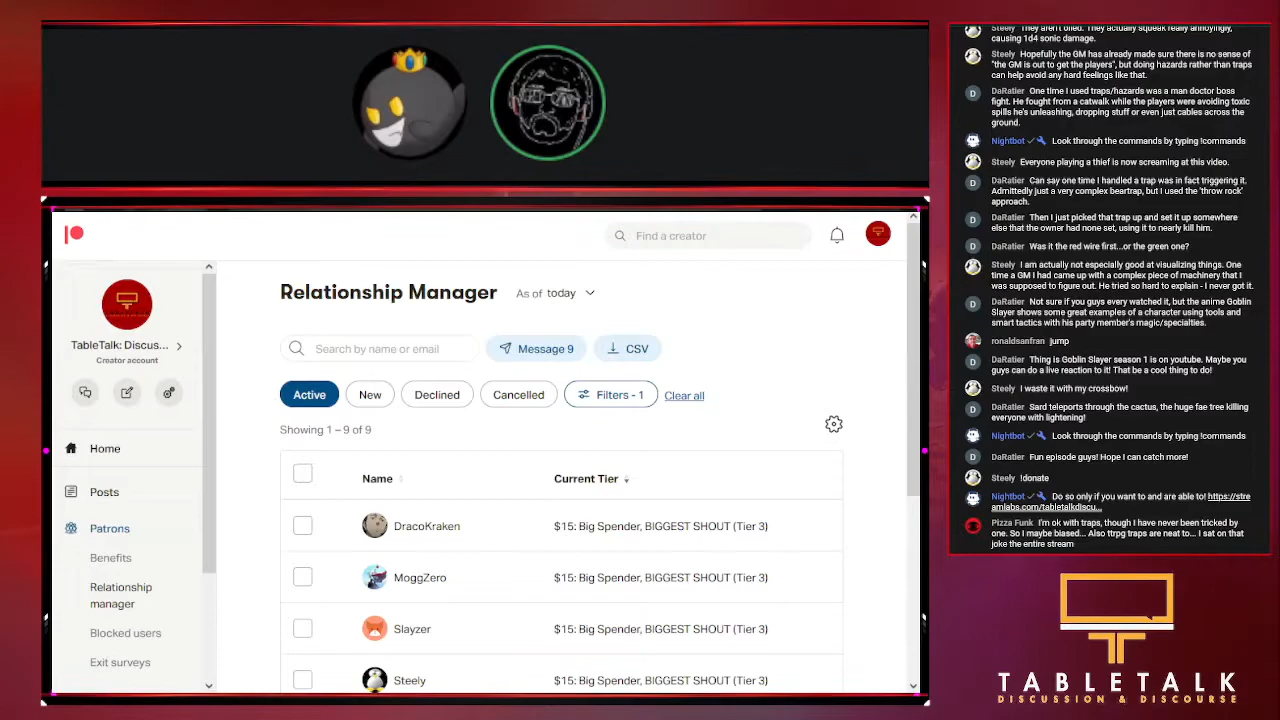 Find a creator
TableTalk: Discus...
Creator account
Home
Posts
Patrons
Benefits
Relationship
manager
Blocked users
Exit surveys
Relationship Manager
As of today
Search by name or email
Message 9
CSV
Active
New
Declined
Cancelled
Filters - 1
Clear all
Showing 1 – 9 of 9
Name
Current Tier
DracoKraken
$15: Big Spender, BIGGEST SHOUT (Tier 3)
MoggZero
$15: Big Spender, BIGGEST SHOUT (Tier 3)
Slayzer
$15: Big Spender, BIGGEST SHOUT (Tier 3)
Steely
$15: Big Spender, BIGGEST SHOUT (Tier 3)
Steely They aren't oiled. They actually squeak really annoyingly,
causing 1d4 sonic damage.
Steely Hopefully the GM has already made sure there is no sense of
"the GM is out to get the players", but doing hazards rather than traps
can help avoid any hard feelings like that.
D
DaRatier One time I used traps/hazards was a man doctor boss
fight. He fought from a catwalk while the players were avoiding toxic
spills he's unleashing, dropping stuff or even just cables across the
ground.
Nightbot Look through the commands by typing !commands
Steely Everyone playing a thief is now screaming at this video.
D
DaRatier Can say one time I handled a trap was in fact triggering it.
Admittedly just a very complex beartrap, but I used the 'throw rock'
approach.
D
DaRatier Then I just picked that trap up and set it up somewhere
else that the owner had none set, using it to nearly kill him.
D
DaRatier Was it the red wire first...or the green one?
Steely I am actually not especially good at visualizing things. One
time a GM I had came up with a complex piece of machinery that I
was supposed to figure out. He tried so hard to explain - I never got it.
D
DaRatier Not sure if you guys every watched it, but the anime Goblin
Slayer shows some great examples of a character using tools and
smart tactics with his party member's magic/specialties.
ronaldsanfran jump
D
DaRatier Thing is Goblin Slayer season 1 is on youtube. Maybe you
guys can do a live reaction to it! That be a cool thing to do!
Steely I waste it with my crossbow!
D
DaRatier Sard teleports through the cactus, the huge fae tree killing
everyone with lightening!
Nightbot Look through the commands by typing !commands
D
DaRatier Fun episode guys! Hope I can catch more!
Steely !donate
Nightbot Do so only if you want to and are able to! https://stre
amlabs.com/tabletalkdiscu...
Pizza Funk I'm ok with traps, though I have never been tricked by
one. So I maybe biased... Also ttrpg traps are neat to... I sat on that
joke the entire stream
TABLETALK
DISCUSSION & DISCOURSE